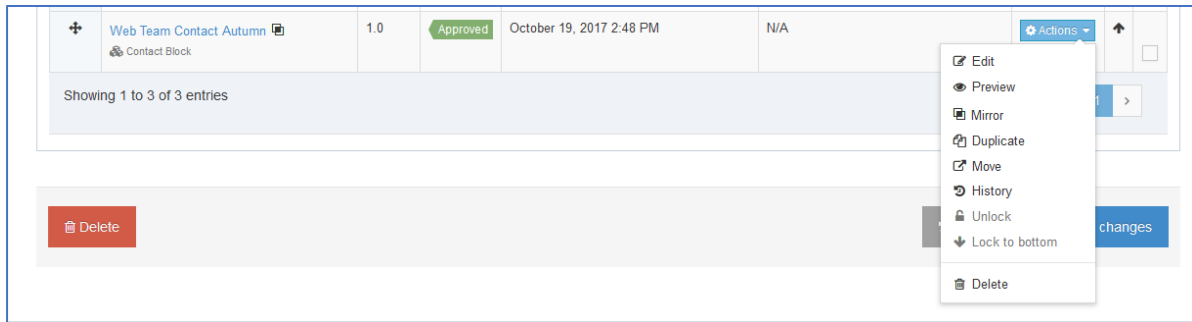 Web Team Contact Autumn
1.0
Approved
October 19, 2017 2:48 PM
N/A
Actions
Contact Block
Showing 1 to 3 of 3 entries
Edit
Preview
Mirror
Duplicate
Move
History
Unlock
Lock to bottom
Delete
Delete
changes